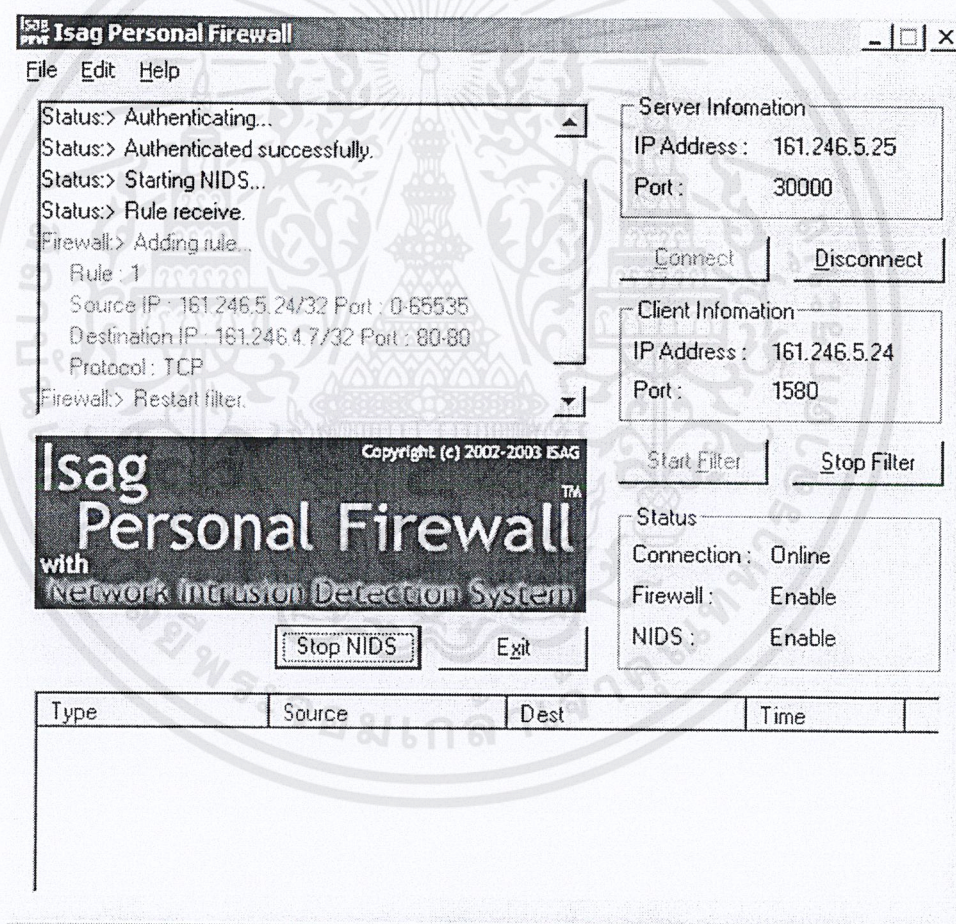 Isag
PFW Isag Personal Firewall
File Edit Help
Status:> Authenticating...
Status:> Authenticated successfully.
Status:> Starting NIDS...
Status:> Rule receive.
Firewall:> Adding rule...
Rule : 1
Source IP : 161.246.5.24/32 Port : 0-65535
Destination IP : 161.246.4.7/32 Port : 80-80
Protocol : TCP
Firewall:> Restart filter.
Server Infomation
IP Address : 161.246.5.25
Port : 30000
Connect Disconnect
Client Infomation
IP Address : 161.246.5.24
Port : 1580
Start Filter Stop Filter
Copyright (c) 2002-2003 ISAG
Isag
Personal Firewall TM
with
Network Intrusion Detection System
Status
Connection : Online
Firewall : Enable
NIDS : Enable
Stop NIDS Exit
Type Source Dest Time